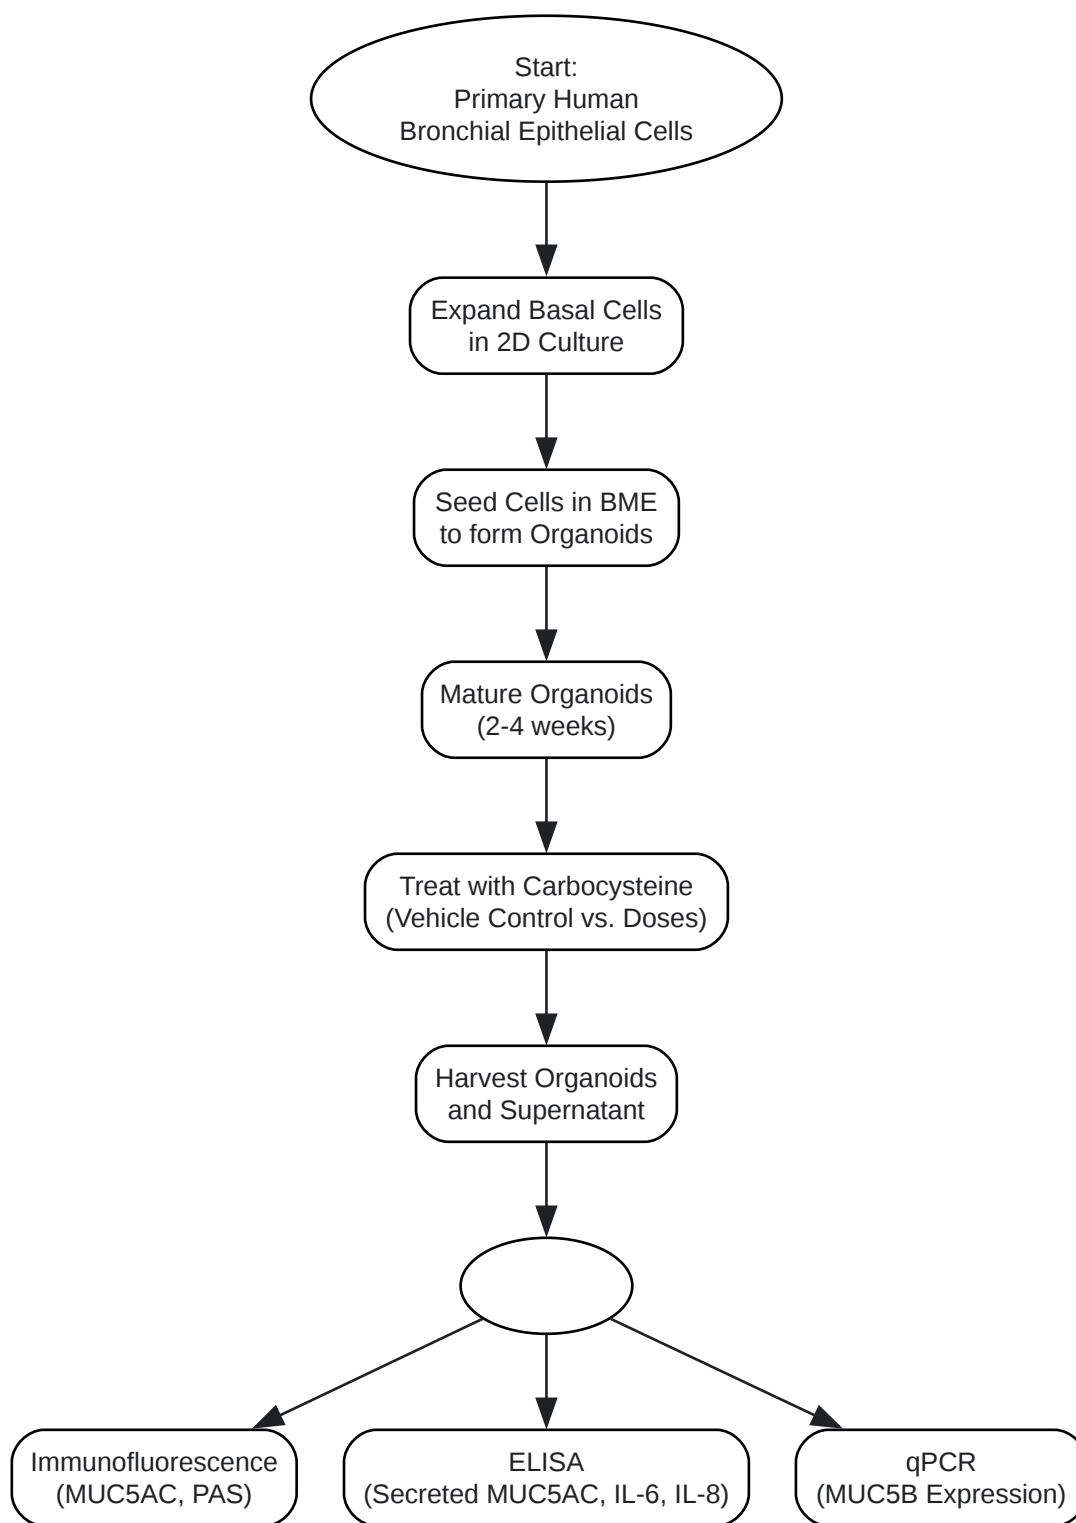 Start:
Primary Human
Bronchial Epithelial Cells
Expand Basal Cells
in 2D Culture
Seed Cells in BME
to form Organoids
Mature Organoids
(2-4 weeks)
Treat with Carbocysteine
(Vehicle Control vs. Doses)
Harvest Organoids
and Supernatant
Immunofluorescence
(MUC5AC, PAS)
ELISA
(Secreted MUC5AC, IL-6, IL-8)
qPCR
(MUC5B Expression)